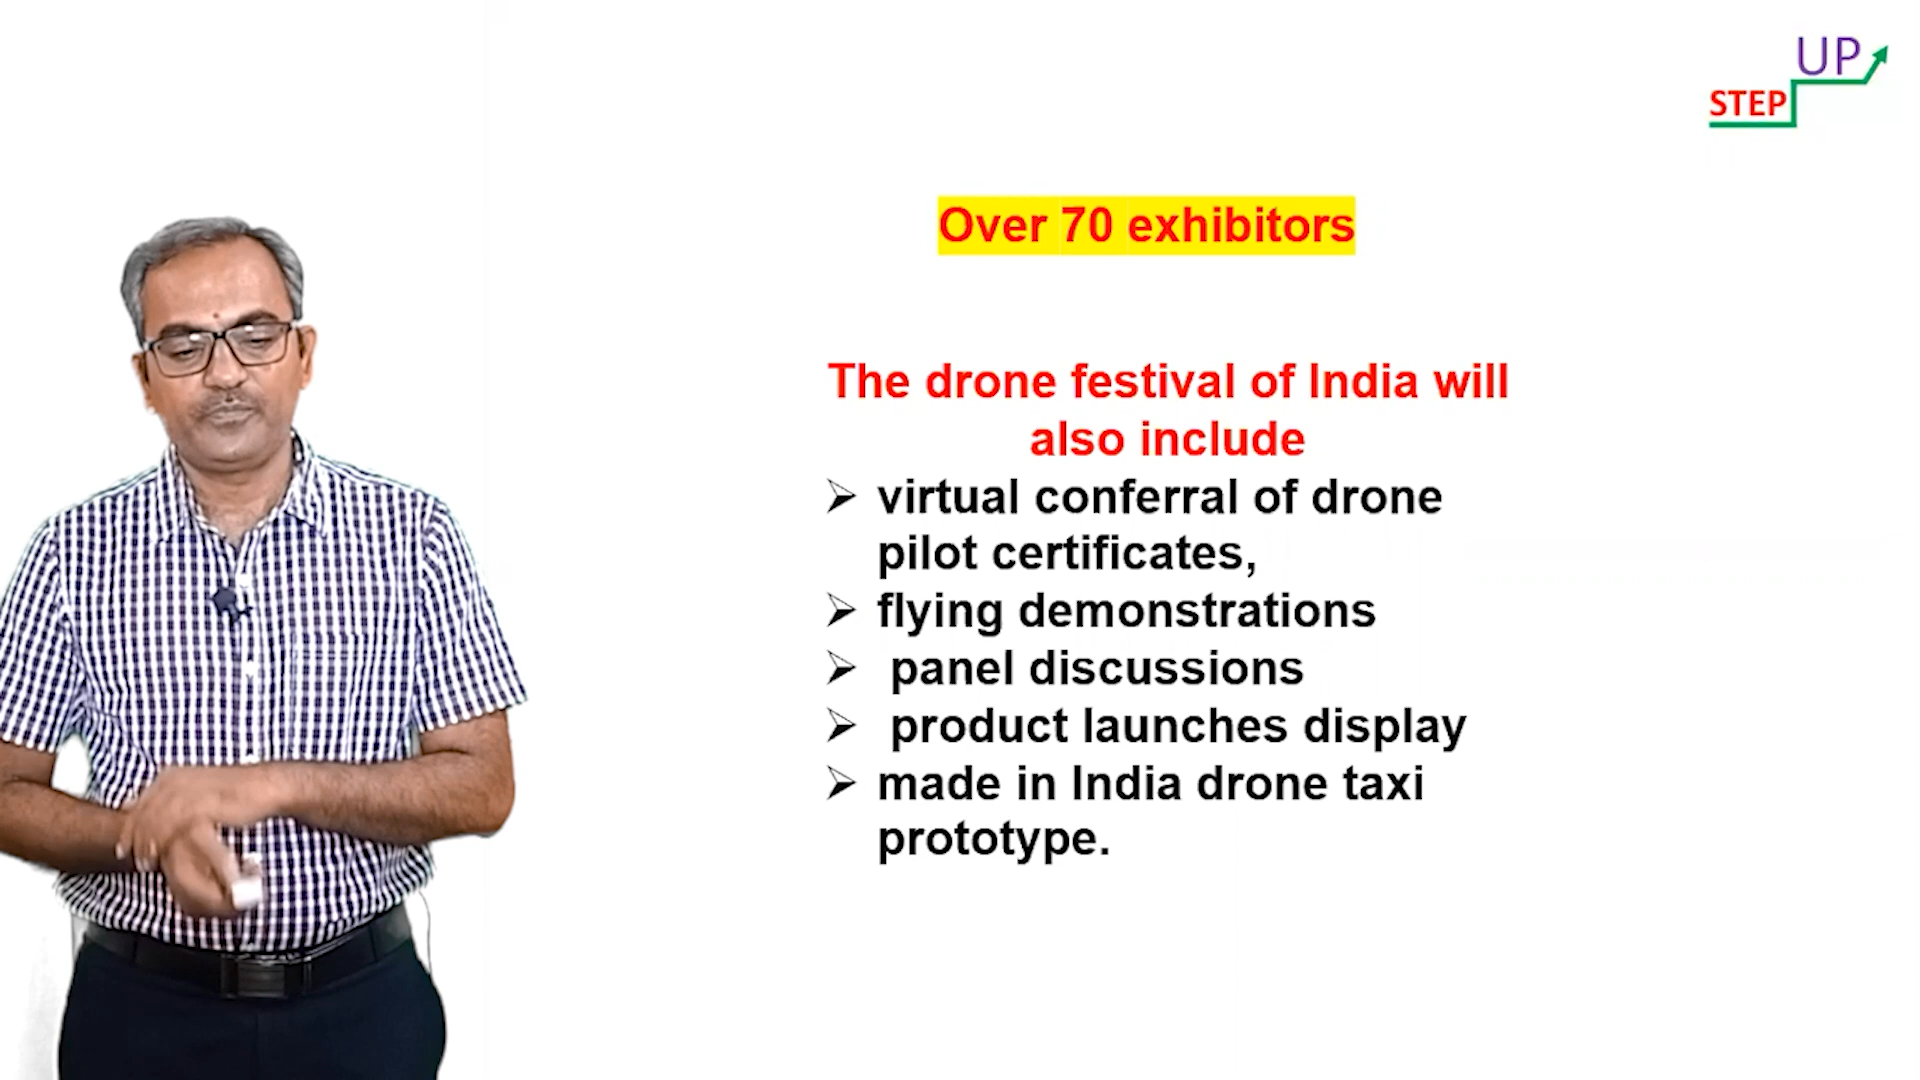 UP
STEP
Over 70 exhibitors
The drone festival of India will
also include
➢ virtual conferral of drone
pilot certificates,
➢ flying demonstrations
➢ panel discussions
➢ product launches display
➢ made in India drone taxi
prototype.